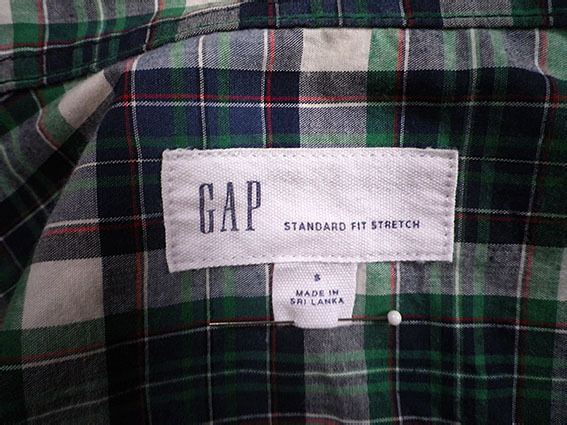 GAP STANDARD FIT STRETCH
S
MADE IN
SRI LANKA